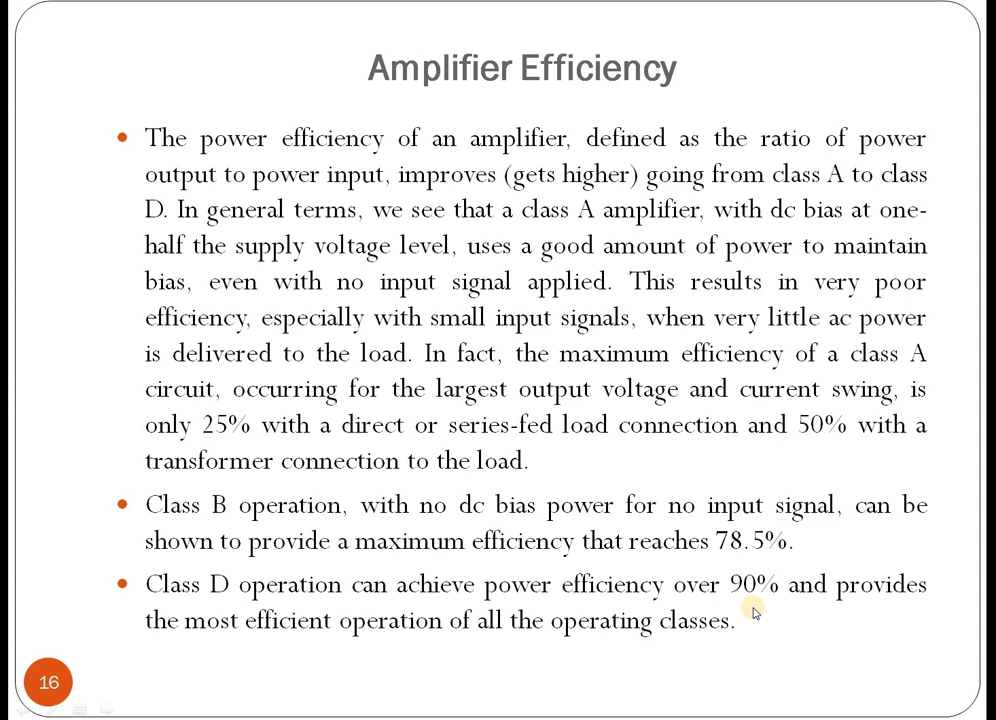 Amplifier Efficiency
• The power efficiency of an amplifier, defined as the ratio of power
output to power input, improves (gets higher) going from class A to class
D. In general terms, we see that a class A amplifier, with dc bias at one-
half the supply voltage level, uses a good amount of power to maintain
bias, even with no input signal applied. This results in very poor
efficiency, especially with small input signals, when very little ac power
is delivered to the load. In fact, the maximum efficiency of a class A
circuit, occurring for the largest output voltage and current swing, is
only 25% with a direct or series-fed load connection and 50% with a
transformer connection to the load.
• Class B operation, with no dc bias power for no input signal, can be
shown to provide a maximum efficiency that reaches 78.5%.
• Class D operation can achieve power efficiency over 90% and provides
the most efficient operation of all the operating classes.
16